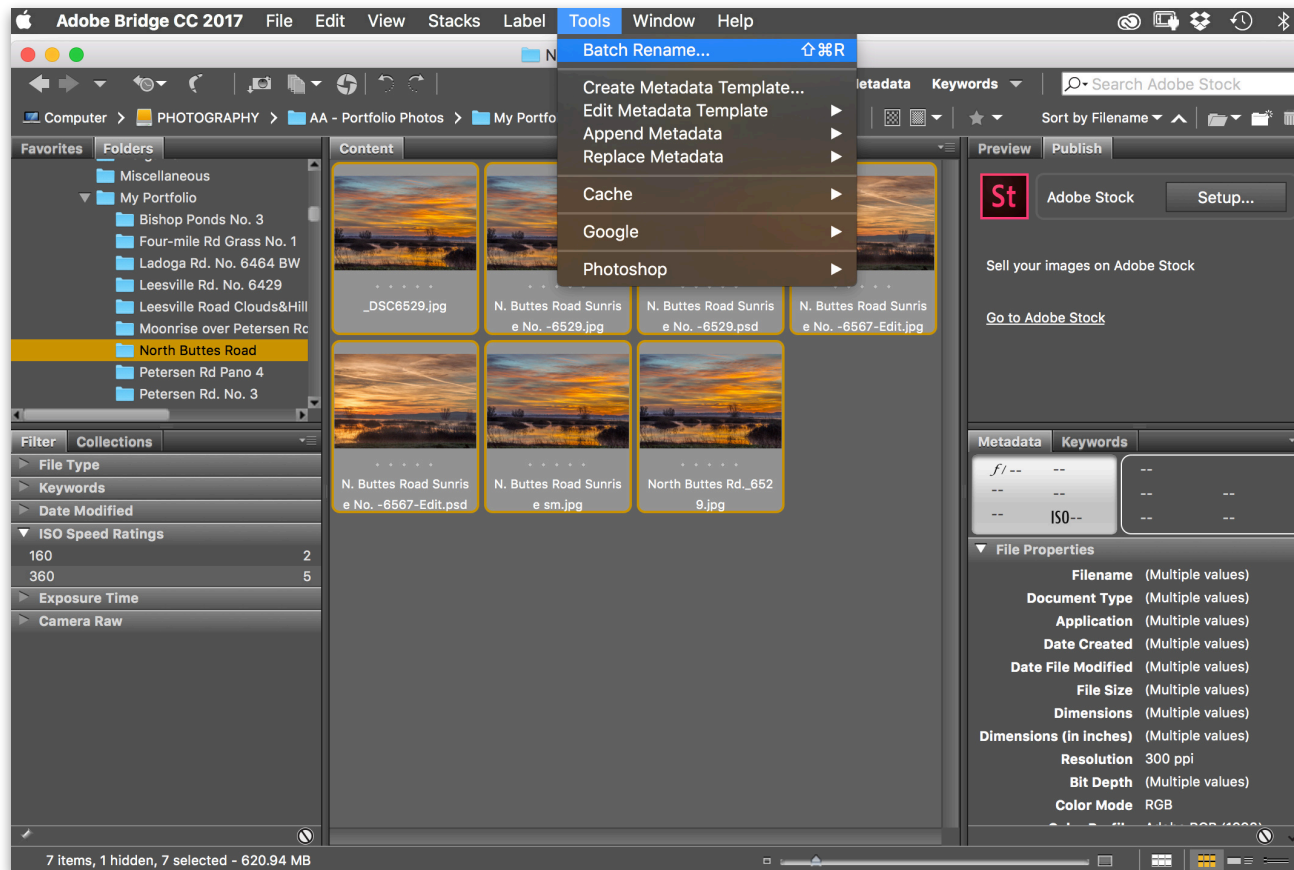 Adobe Bridge CC 2017 File Edit View Stacks Label Tools Window Help
Batch Rename... ⇧⌘R
Create Metadata Template...
Edit Metadata Template
Append Metadata
Replace Metadata
Cache
Google
Photoshop
Keywords
Search Adobe Stock
Computer > PHOTOGRAPHY > AA - Portfolio Photos > My Portfo
Sort by Filename
Favorites Folders
Miscellaneous
My Portfolio
Bishop Ponds No. 3
Four-mile Rd Grass No. 1
Ladoga Rd. No. 6464 BW
Leesville Rd. No. 6429
Leesville Road Clouds&Hill
Moonrise over Petersen Rd
North Buttes Road
Petersen Rd Pano 4
Petersen Rd. No. 3
Filter Collections
File Type
Keywords
Date Modified
ISO Speed Ratings
160 2
360 5
Exposure Time
Camera Raw
Content
_DSC6529.jpg
N. Buttes Road Sunris
e No. -6529.jpg
N. Buttes Road Sunris
e No. -6529.psd
N. Buttes Road Sunris
e No. -6567-Edit.jpg
N. Buttes Road Sunris
e No. -6567-Edit.psd
N. Buttes Road Sunris
e sm.jpg
North Buttes Rd._652
9.jpg
Preview Publish
St Adobe Stock Setup...
Sell your images on Adobe Stock
Go to Adobe Stock
Metadata Keywords
f/-- --
-- --
-- ISO--
--
-- --
-- --
File Properties
Filename (Multiple values)
Document Type (Multiple values)
Application (Multiple values)
Date Created (Multiple values)
Date File Modified (Multiple values)
File Size (Multiple values)
Dimensions (Multiple values)
Dimensions (in inches) (Multiple values)
Resolution 300 ppi
Bit Depth (Multiple values)
Color Mode RGB
7 items, 1 hidden, 7 selected - 620.94 MB